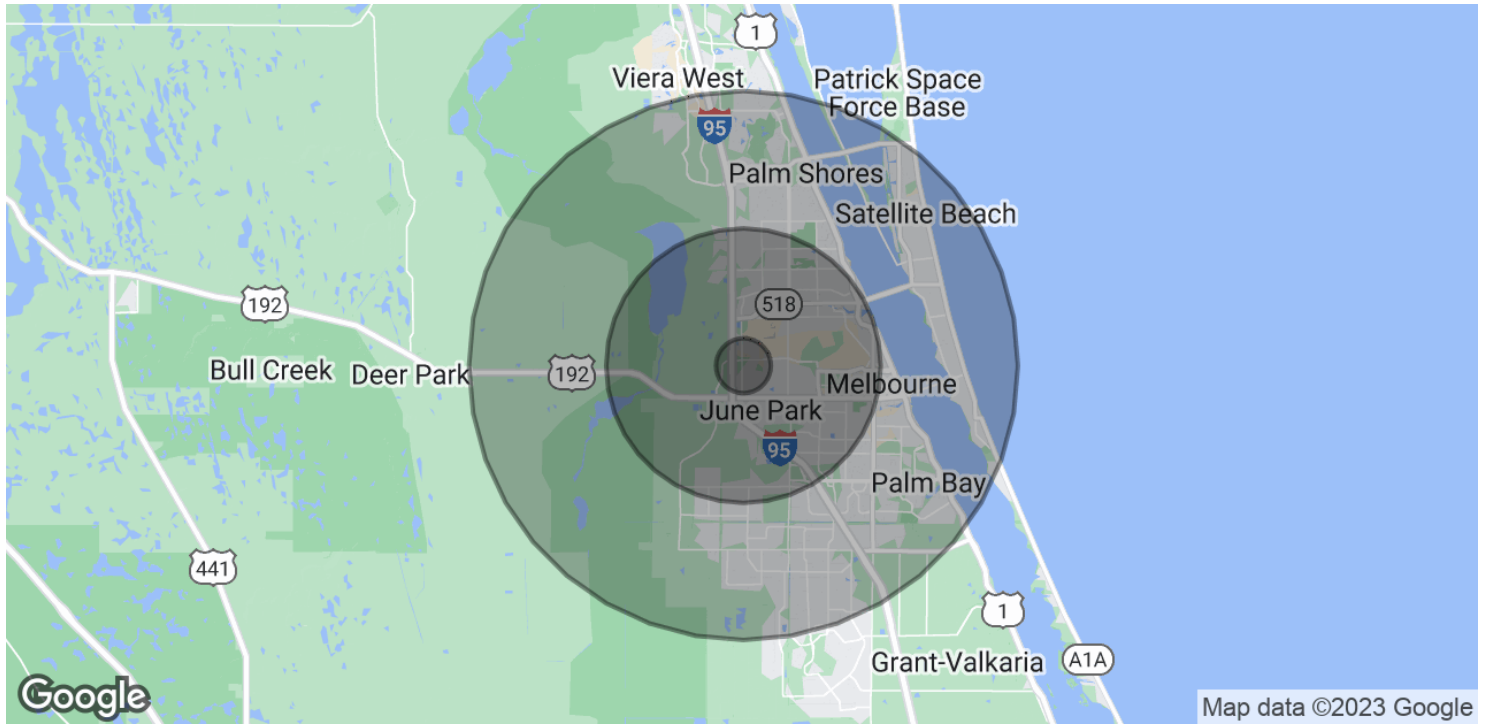 1
Viera West
Patrick Space
Force Base
95
Palm Shores
Satellite Beach
192
518
Bull Creek
Deer Park
192
Melbourne
June Park
95
Palm Bay
441
1
Grant-Valkaria
A1A
Google
Map data ©2023 Google